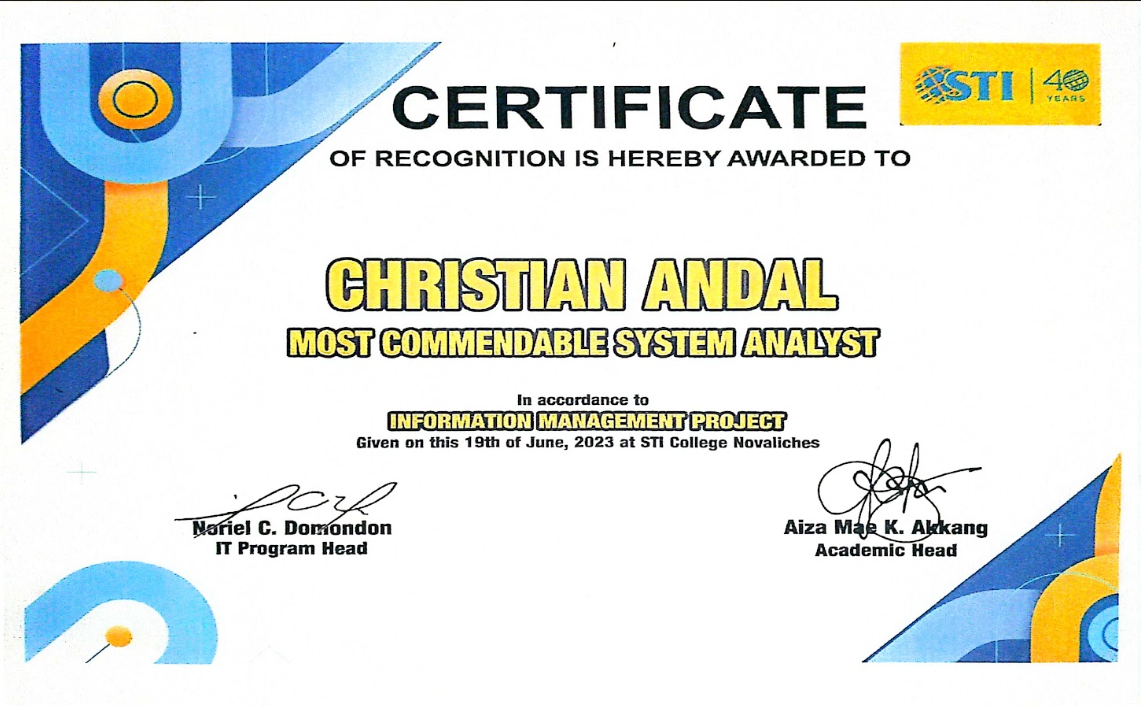 CERTIFICATE
STI | 40
YEARS
OF RECOGNITION IS HEREBY AWARDED TO
CHRISTIAN ANDAL
MOST COMMENDABLE SYSTEM ANALYST
In accordance to
INFORMATION MANAGEMENT PROJECT
Given on this 19th of June, 2023 at STI College Novaliches
Noriel C. Domondon
IT Program Head
Aiza Mae K. Akkang
Academic Head